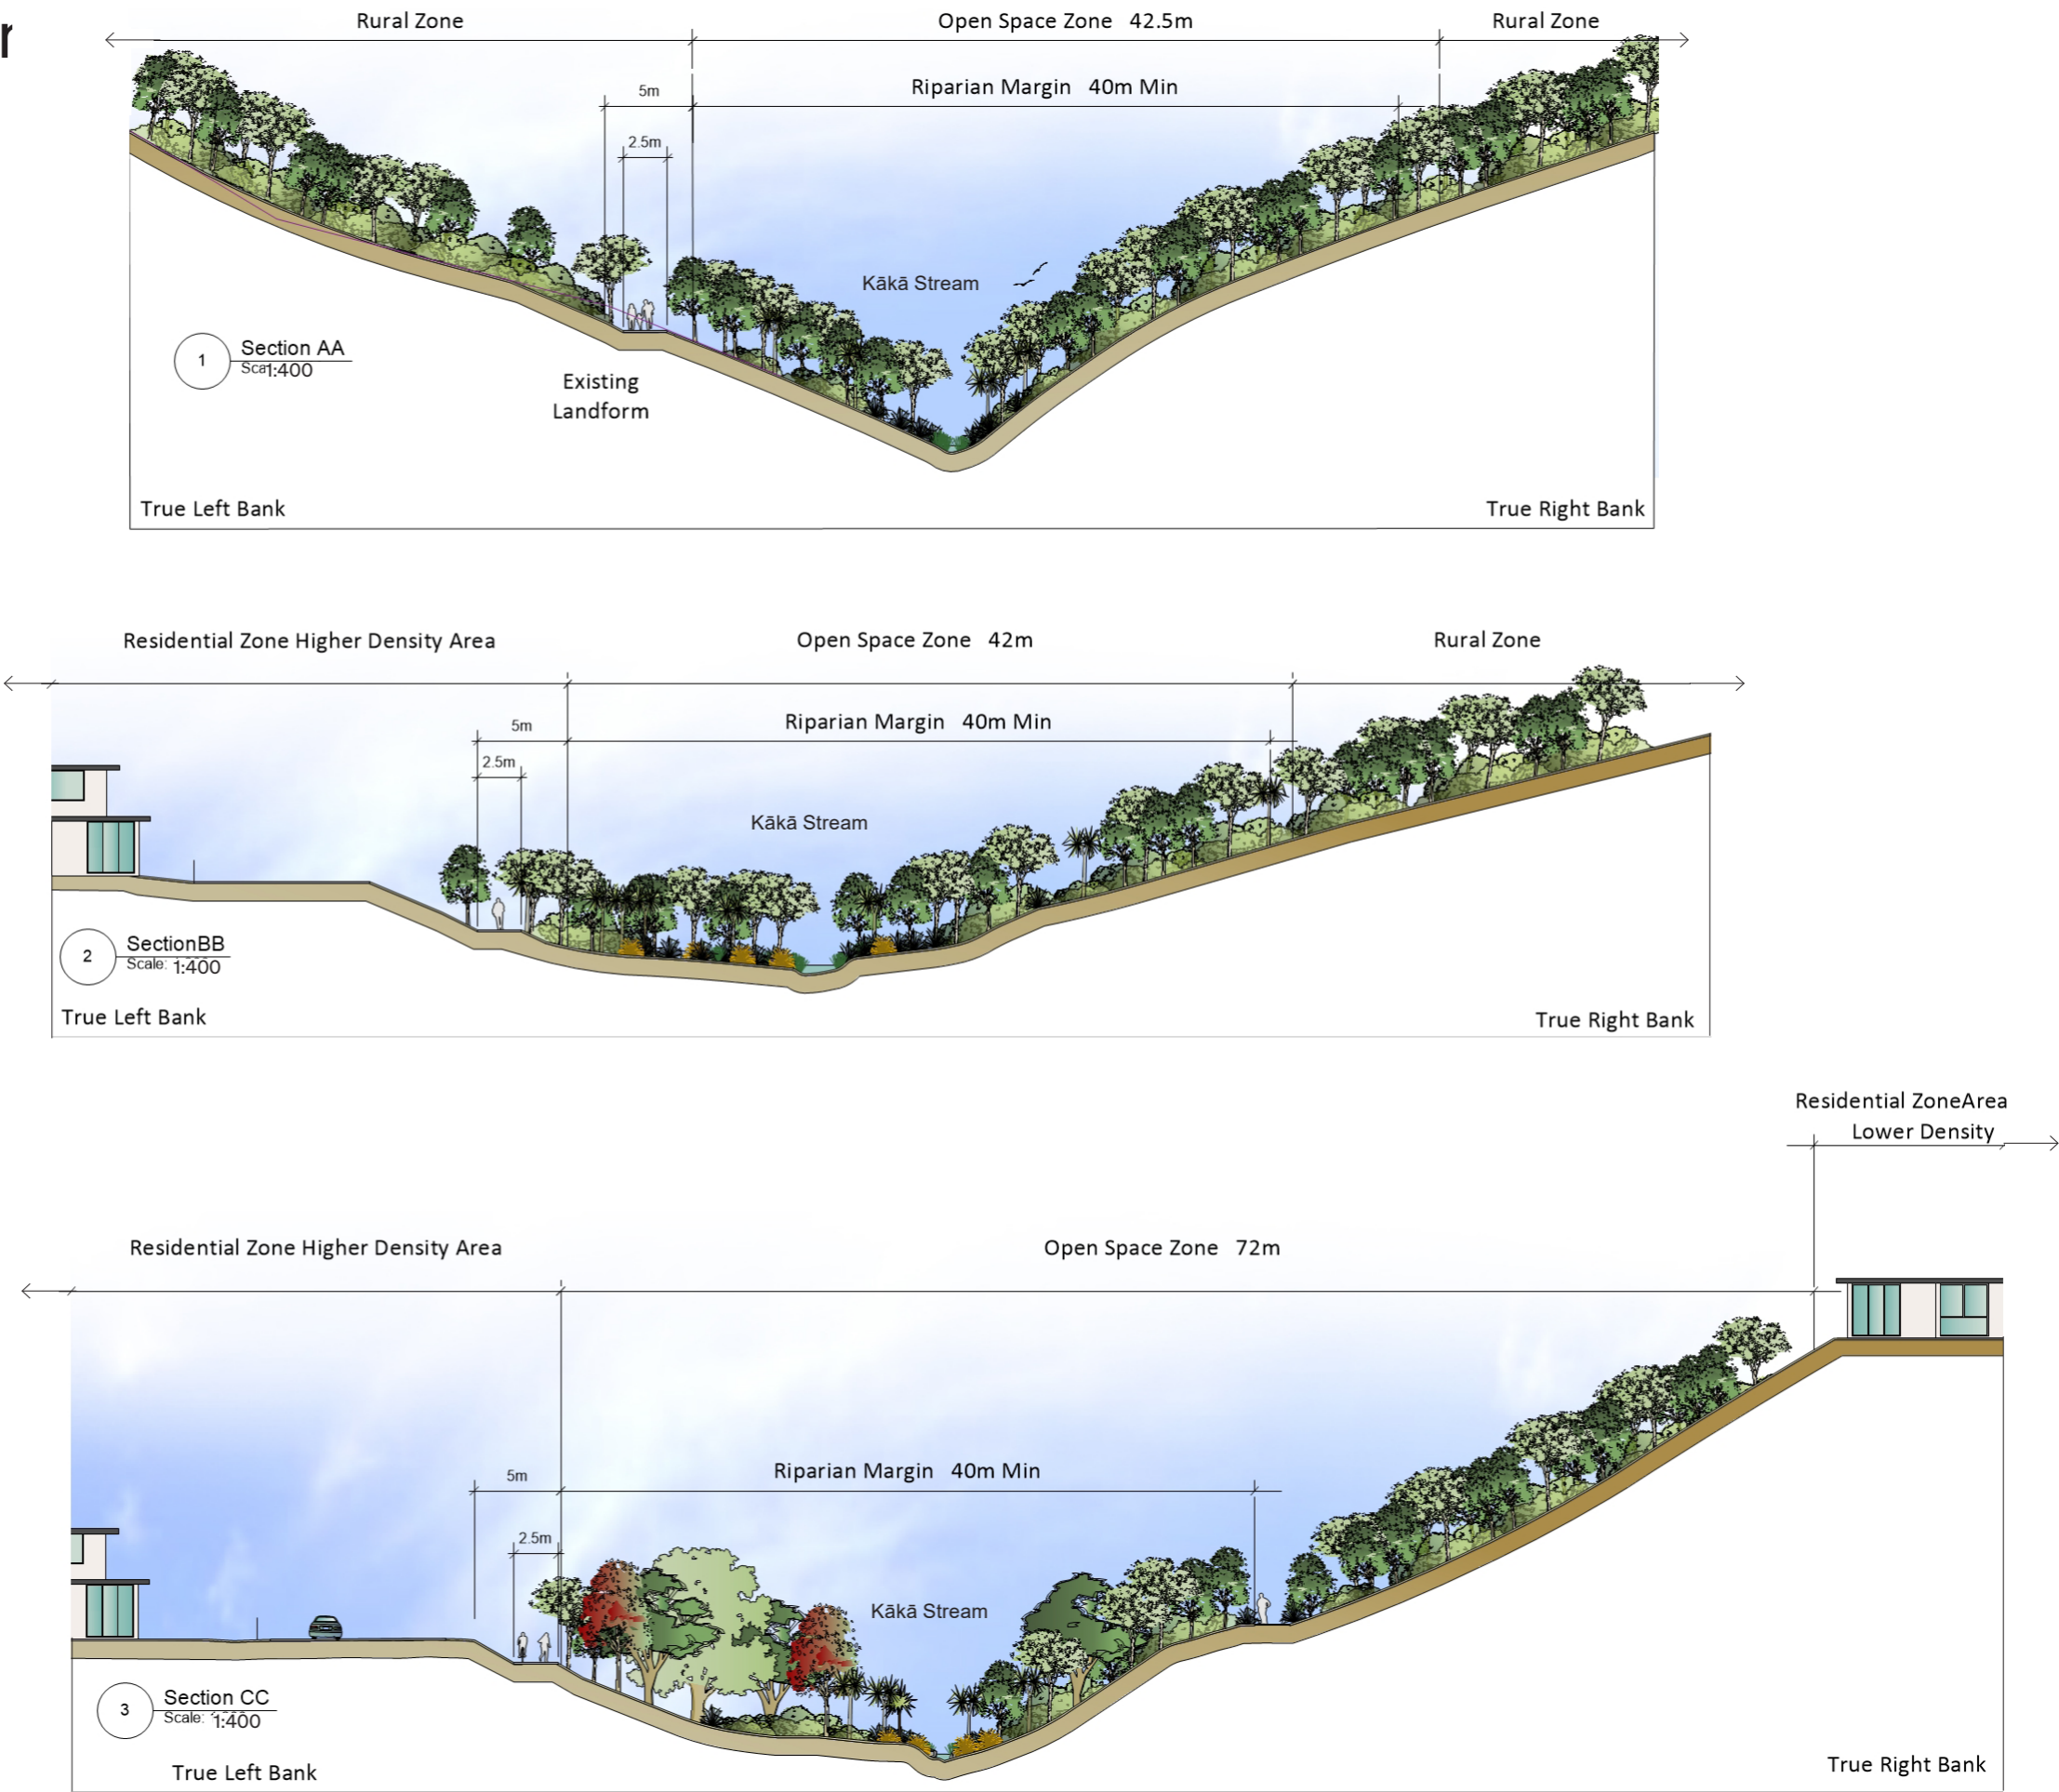 r
Rural Zone Open Space Zone 42.5m Rural Zone
Riparian Margin 40m Min
5m
2.5m
Kākā Stream
1 Section AA
1:400
Existing
Landform
True Left Bank True Right Bank
Residential Zone Higher Density Area Open Space Zone 42m Rural Zone
Riparian Margin 40m Min
5m
2.5m
Kākā Stream
2 SectionBB
Scale: 1:400
True Left Bank True Right Bank
Residential ZoneArea
Lower Density
Residential Zone Higher Density Area Open Space Zone 72m
Riparian Margin 40m Min
5m
2.5m
Kākā Stream
3 Section CC
Scale: 1:400
True Left Bank True Right Bank